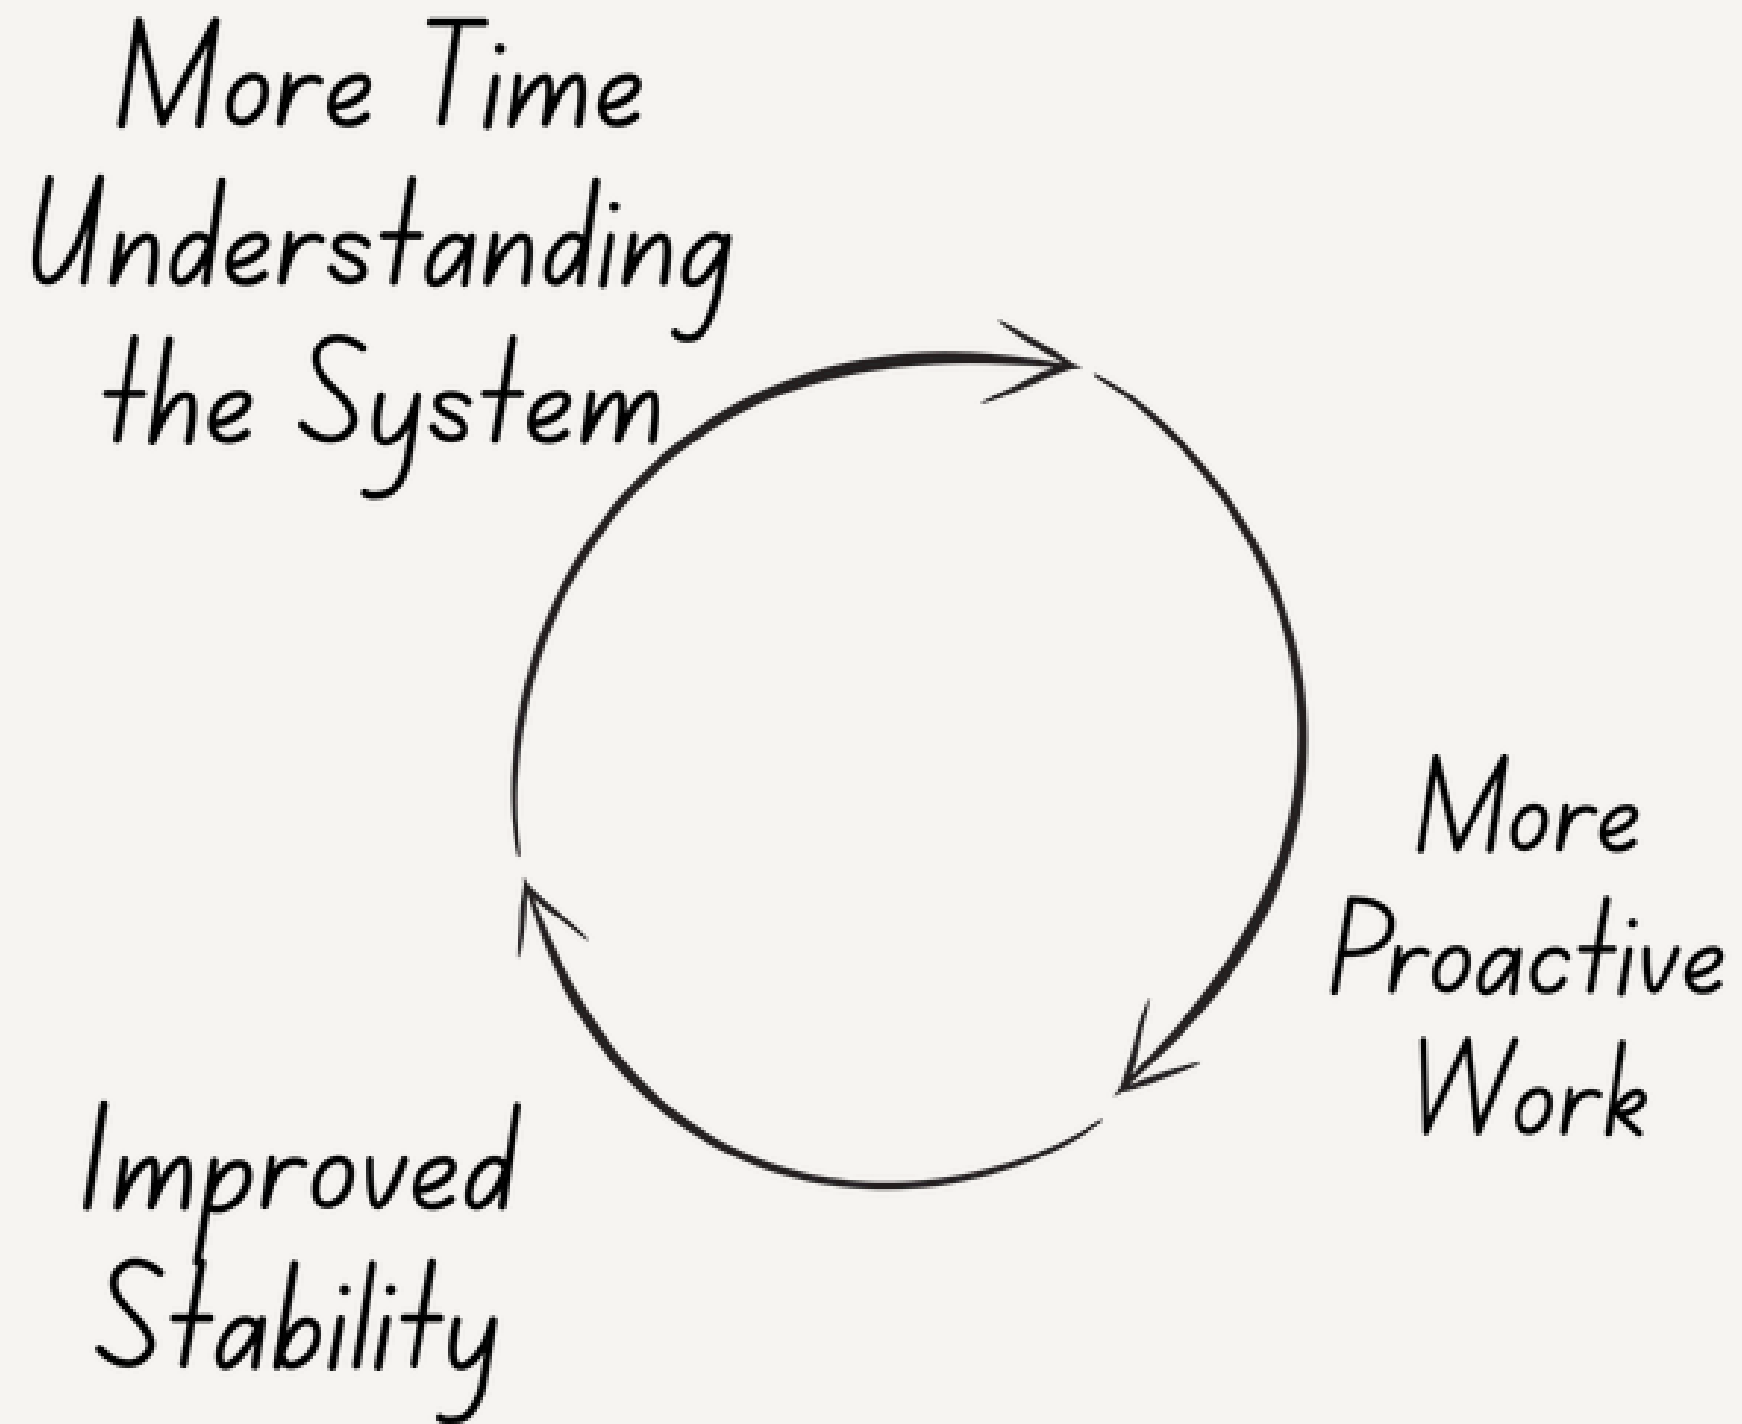 More Time
Understanding
the System
More
Proactive
Work
Improved
Stability